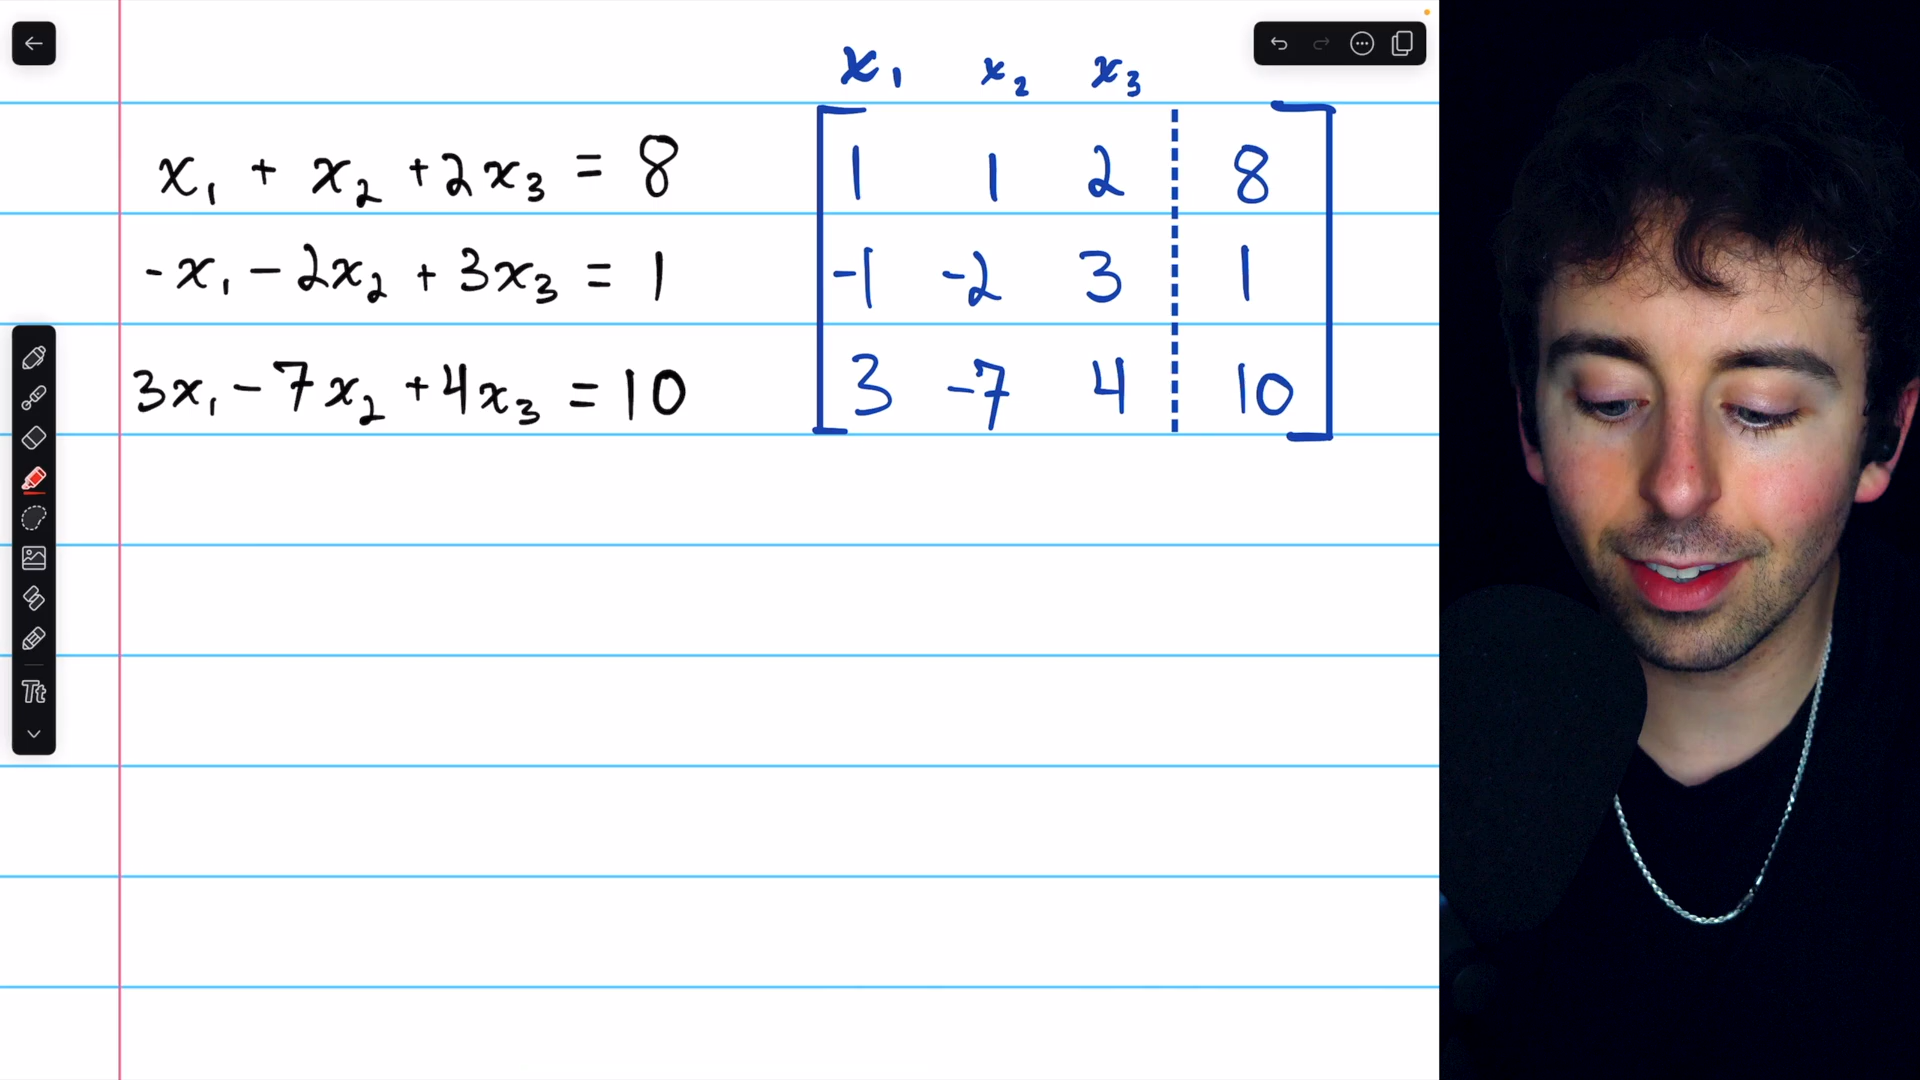 x₁ x₂ x₃
x₁ + x₂ + 2x₃ = 8
1 1 2 8
-x₁ - 2x₂ + 3x₃ = 1
-1 -2 3 1
3x₁ - 7x₂ + 4x₃ = 10
3 -7 4 10
Tt